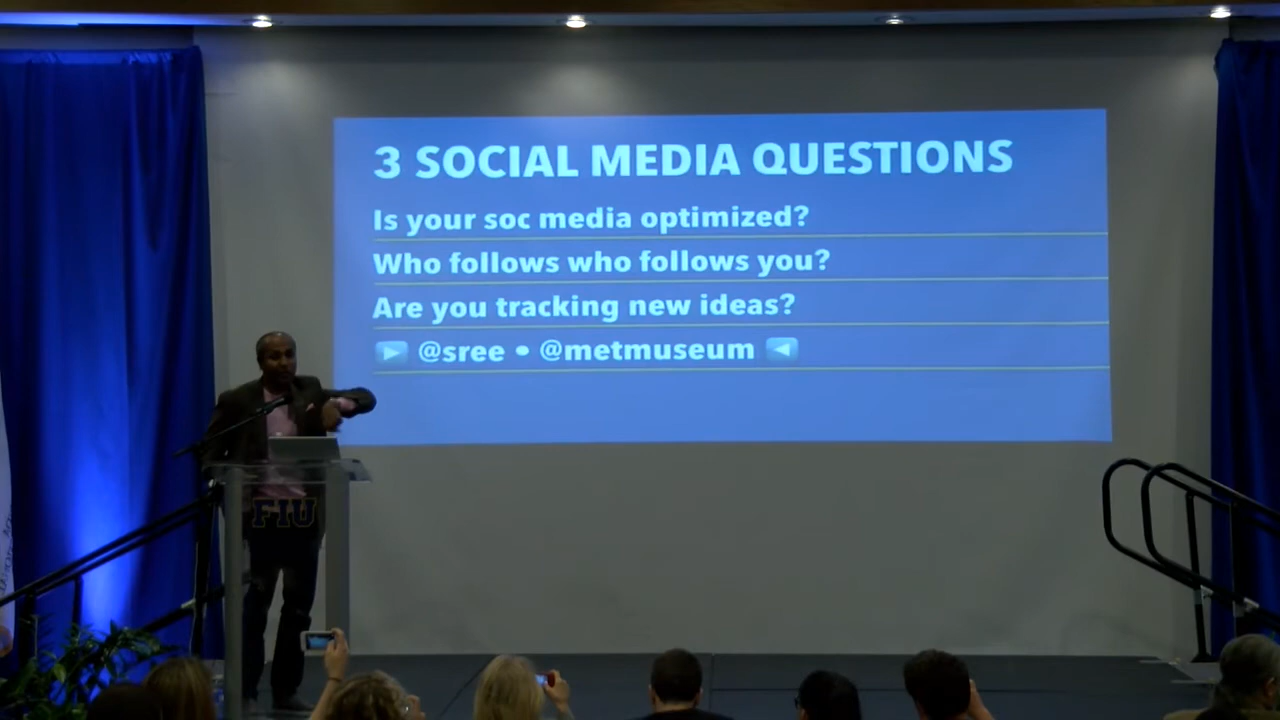 3 SOCIAL MEDIA QUESTIONS
Is your soc media optimized?
Who follows who follows you?
Are you tracking new ideas?
@sree • @metmuseum
FIU